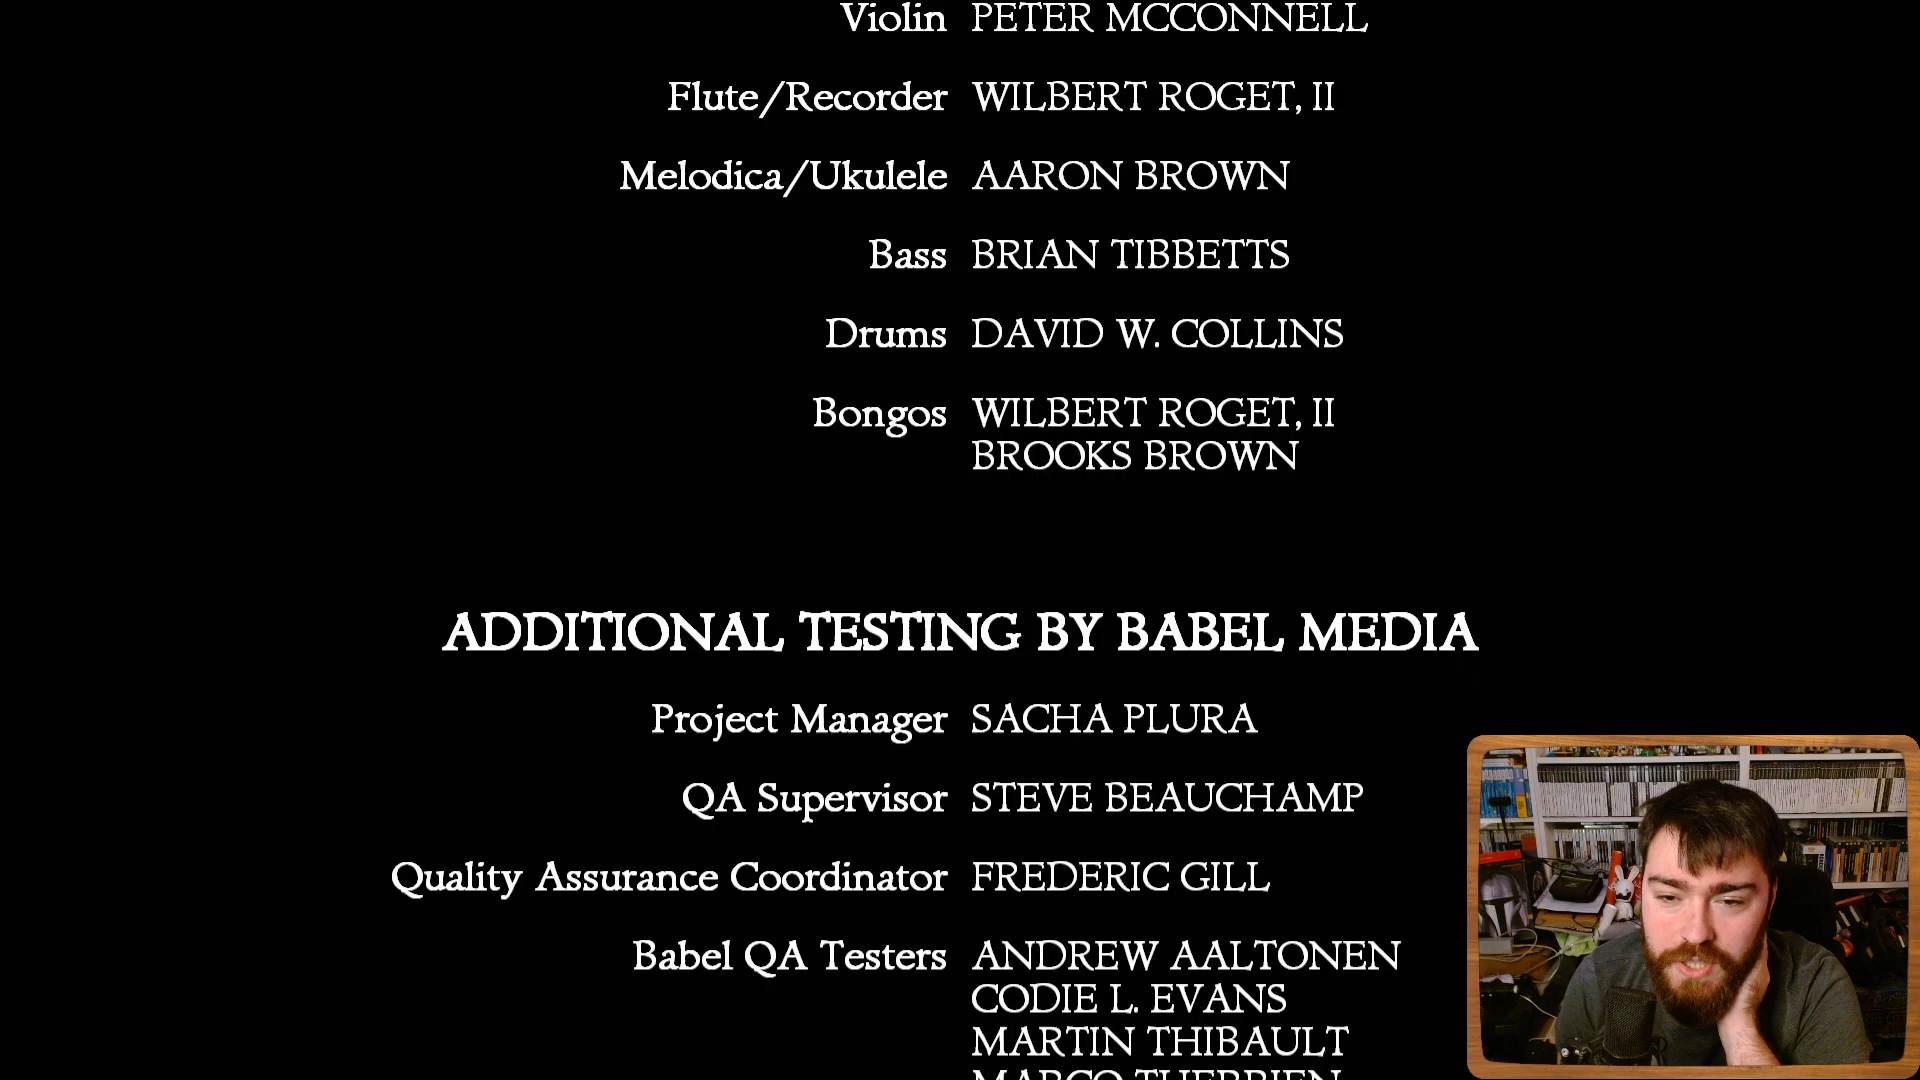 Violin PETER MCCONNELL
Flute/Recorder WILBERT ROGET, II
Melodica/Ukulele AARON BROWN
Bass BRIAN TIBBETTS
Drums DAVID W. COLLINS
Bongos WILBERT ROGET, II
BROOKS BROWN
ADDITIONAL TESTING BY BABEL MEDIA
Project Manager SACHA PLURA
QA Supervisor STEVE BEAUCHAMP
Quality Assurance Coordinator FREDERIC GILL
Babel QA Testers ANDREW AALTONEN
CODIE L. EVANS
MARTIN THIBAULT
MARCO THERRIEN